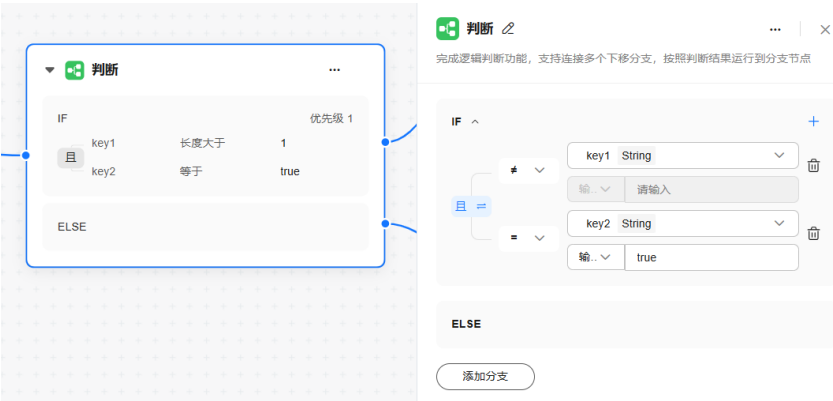 判断
IF
优先级 1
key1 长度大于 1
且
key2 等于 true
ELSE
判断
完成逻辑判断功能，支持连接多个下移分支，按照判断结果运行到分支节点
IF
≠ key1 String
输.. 请输入
且
= key2 String
输.. true
ELSE
添加分支